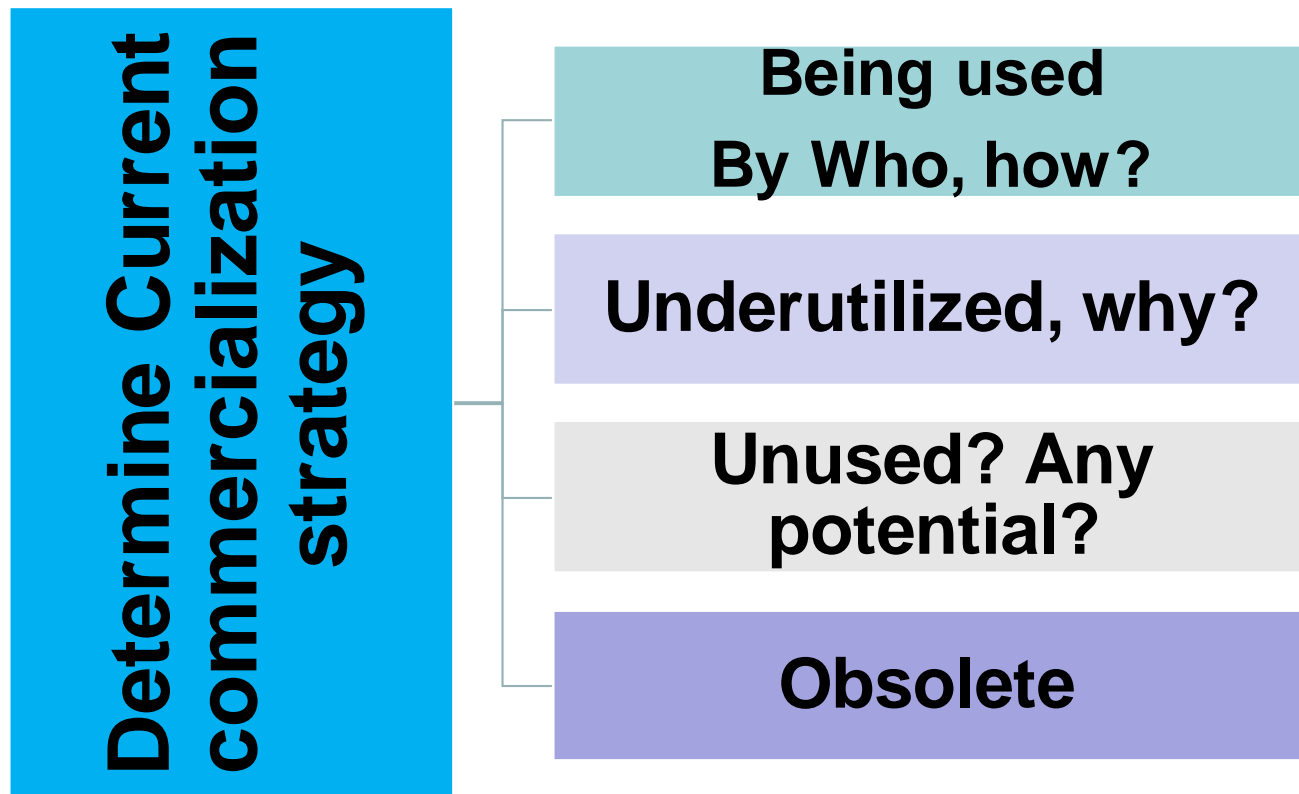 Determine Current
commercialization
strategy
Being used
By Who, how?
Underutilized, why?
Unused? Any
potential?
Obsolete